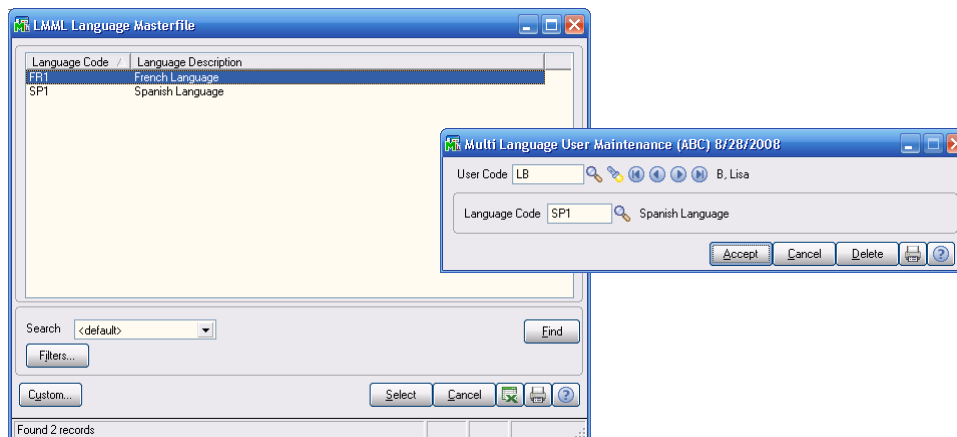 LMML Language Masterfile
Language Code / Language Description
FR1 French Language
SP1 Spanish Language
Search <default> Find
Filters...
Custom... Select Cancel
Found 2 records
Multi Language User Maintenance (ABC) 8/28/2008
User Code LB B, Lisa
Language Code SP1 Spanish Language
Accept Cancel Delete